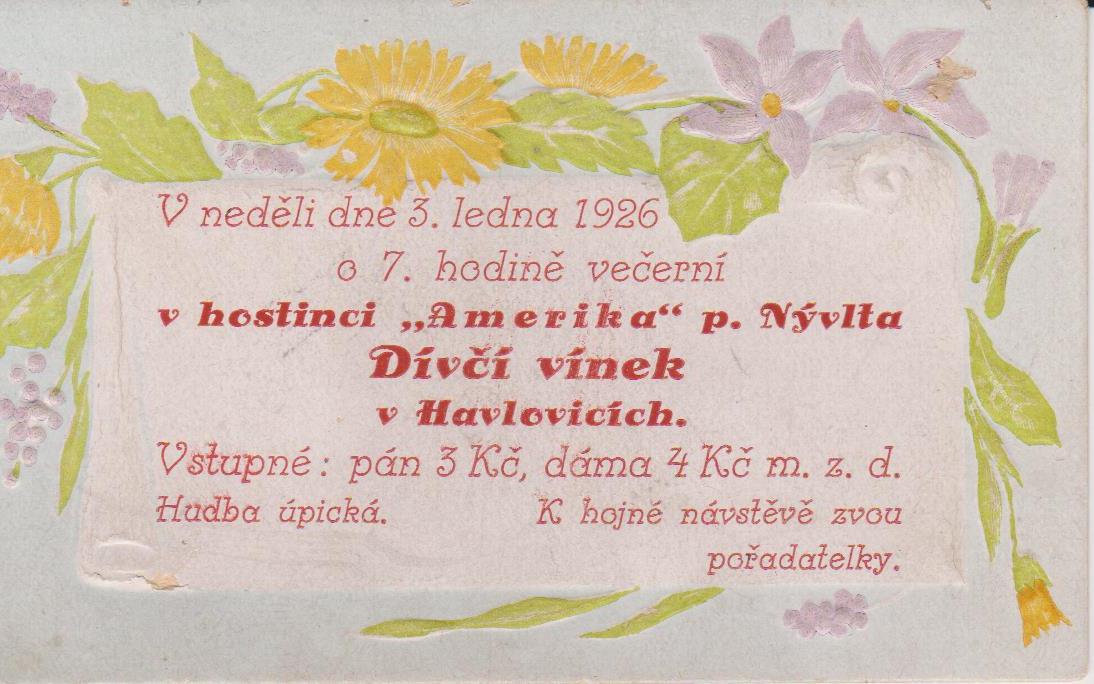 V neděli dne 3. ledna 1926
o 7. hodině večerní
v hostinci „Amerika“ p. Nývlta
Dívčí vínek
v Havlovicích.
Vstupné: pán 3 Kč, dáma 4 Kč m. z. d.
Hudba úpická. K hojné návštěvě zvou
pořadatelky.